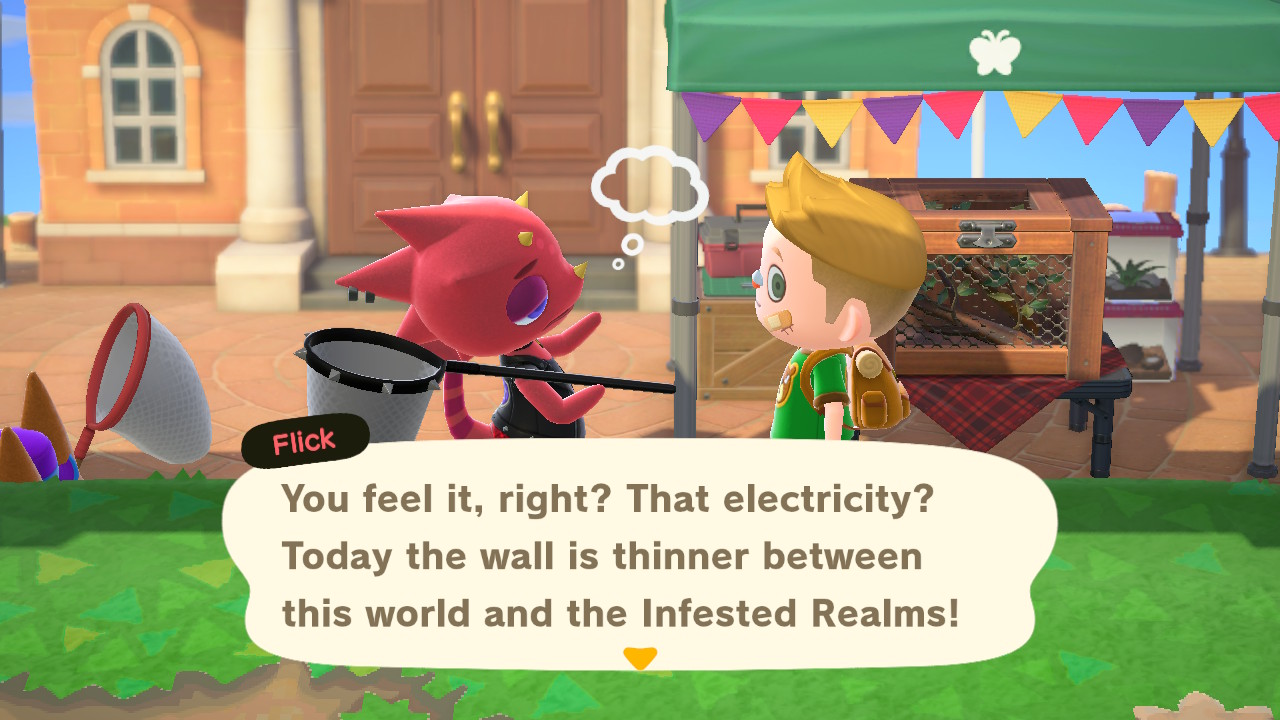 Flick
You feel it, right? That electricity?
Today the wall is thinner between
this world and the Infested Realms!